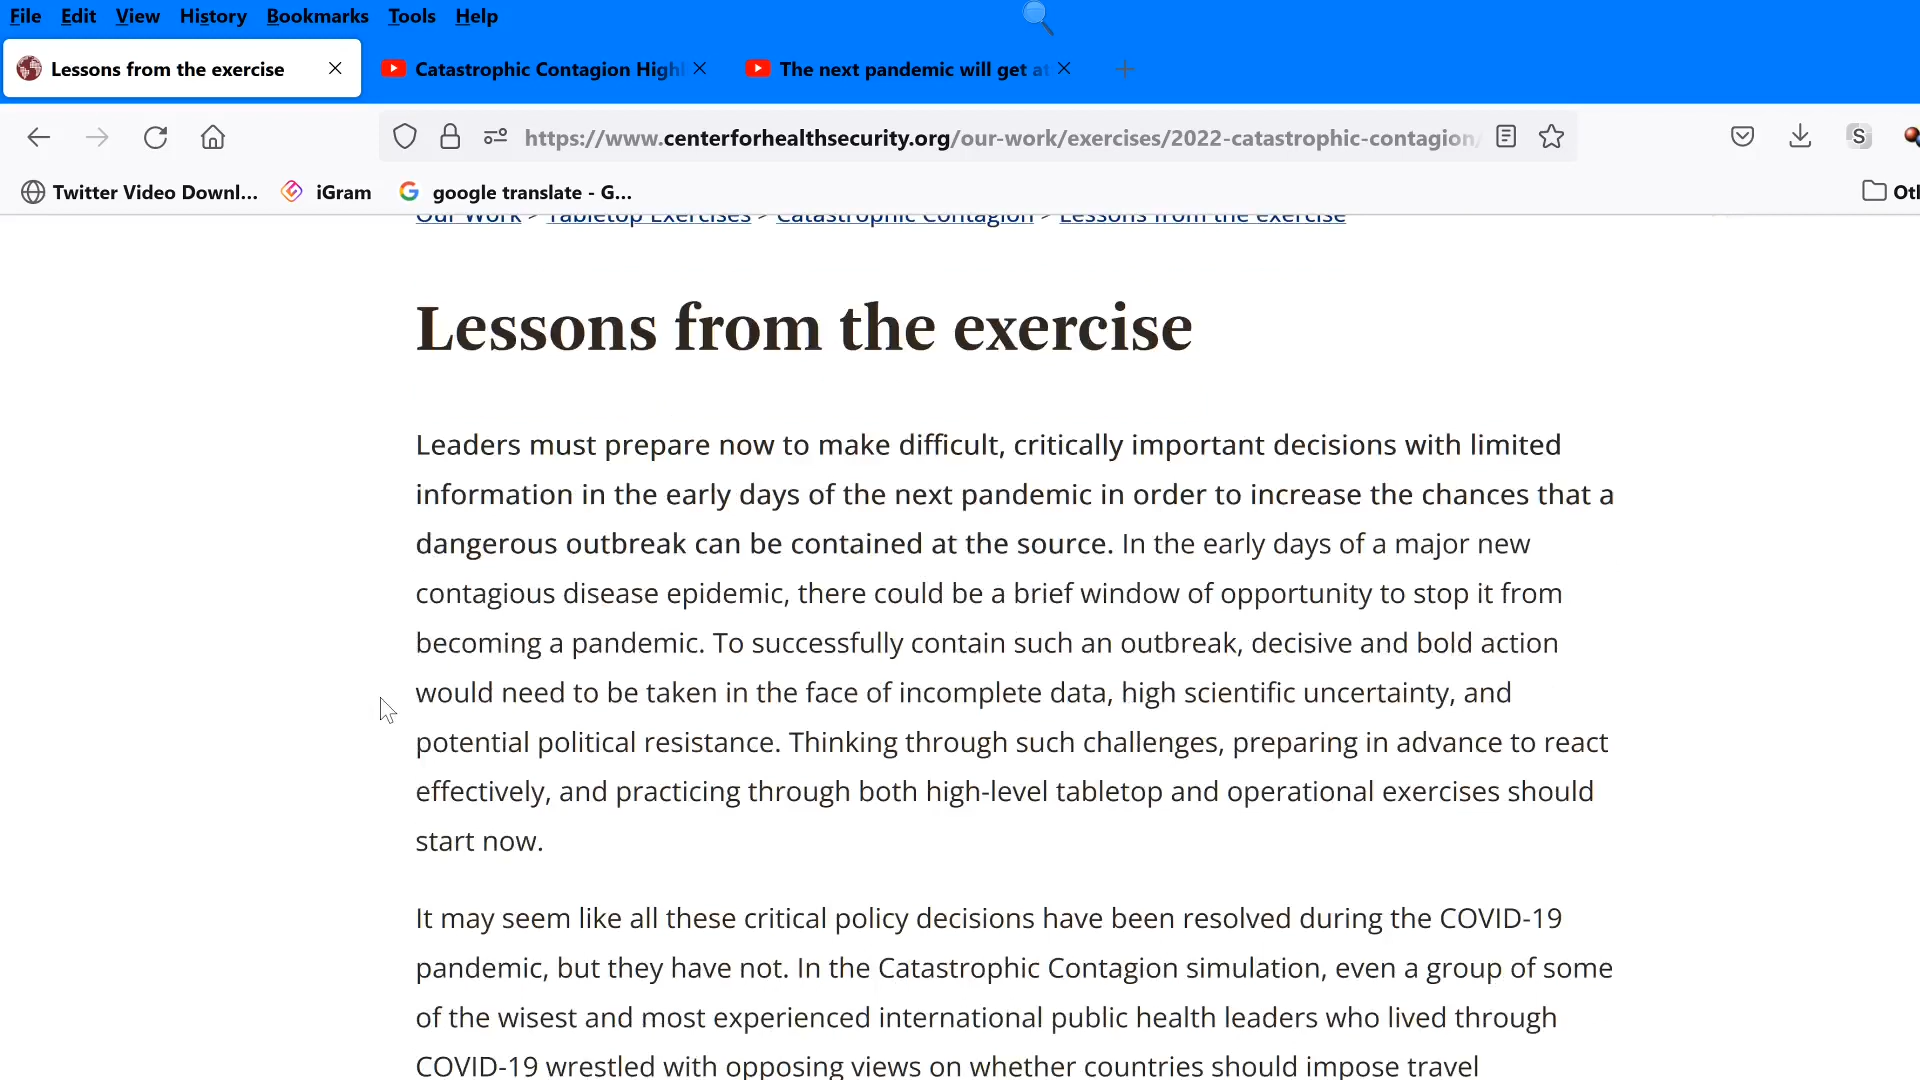 File Edit View History Bookmarks Tools Help
Lessons from the exercise
Catastrophic Contagion High
The next pandemic will get at
https://www.centerforhealthsecurity.org/our-work/exercises/2022-catastrophic-contagion/
S
Twitter Video Downl... iGram google translate - G... Otl
Our Work > Tabletop Exercises > Catastrophic Contagion > Lessons from the exercise
Lessons from the exercise
Leaders must prepare now to make difficult, critically important decisions with limited
information in the early days of the next pandemic in order to increase the chances that a
dangerous outbreak can be contained at the source. In the early days of a major new
contagious disease epidemic, there could be a brief window of opportunity to stop it from
becoming a pandemic. To successfully contain such an outbreak, decisive and bold action
would need to be taken in the face of incomplete data, high scientific uncertainty, and
potential political resistance. Thinking through such challenges, preparing in advance to react
effectively, and practicing through both high-level tabletop and operational exercises should
start now.
It may seem like all these critical policy decisions have been resolved during the COVID-19
pandemic, but they have not. In the Catastrophic Contagion simulation, even a group of some
of the wisest and most experienced international public health leaders who lived through
COVID-19 wrestled with opposing views on whether countries should impose travel